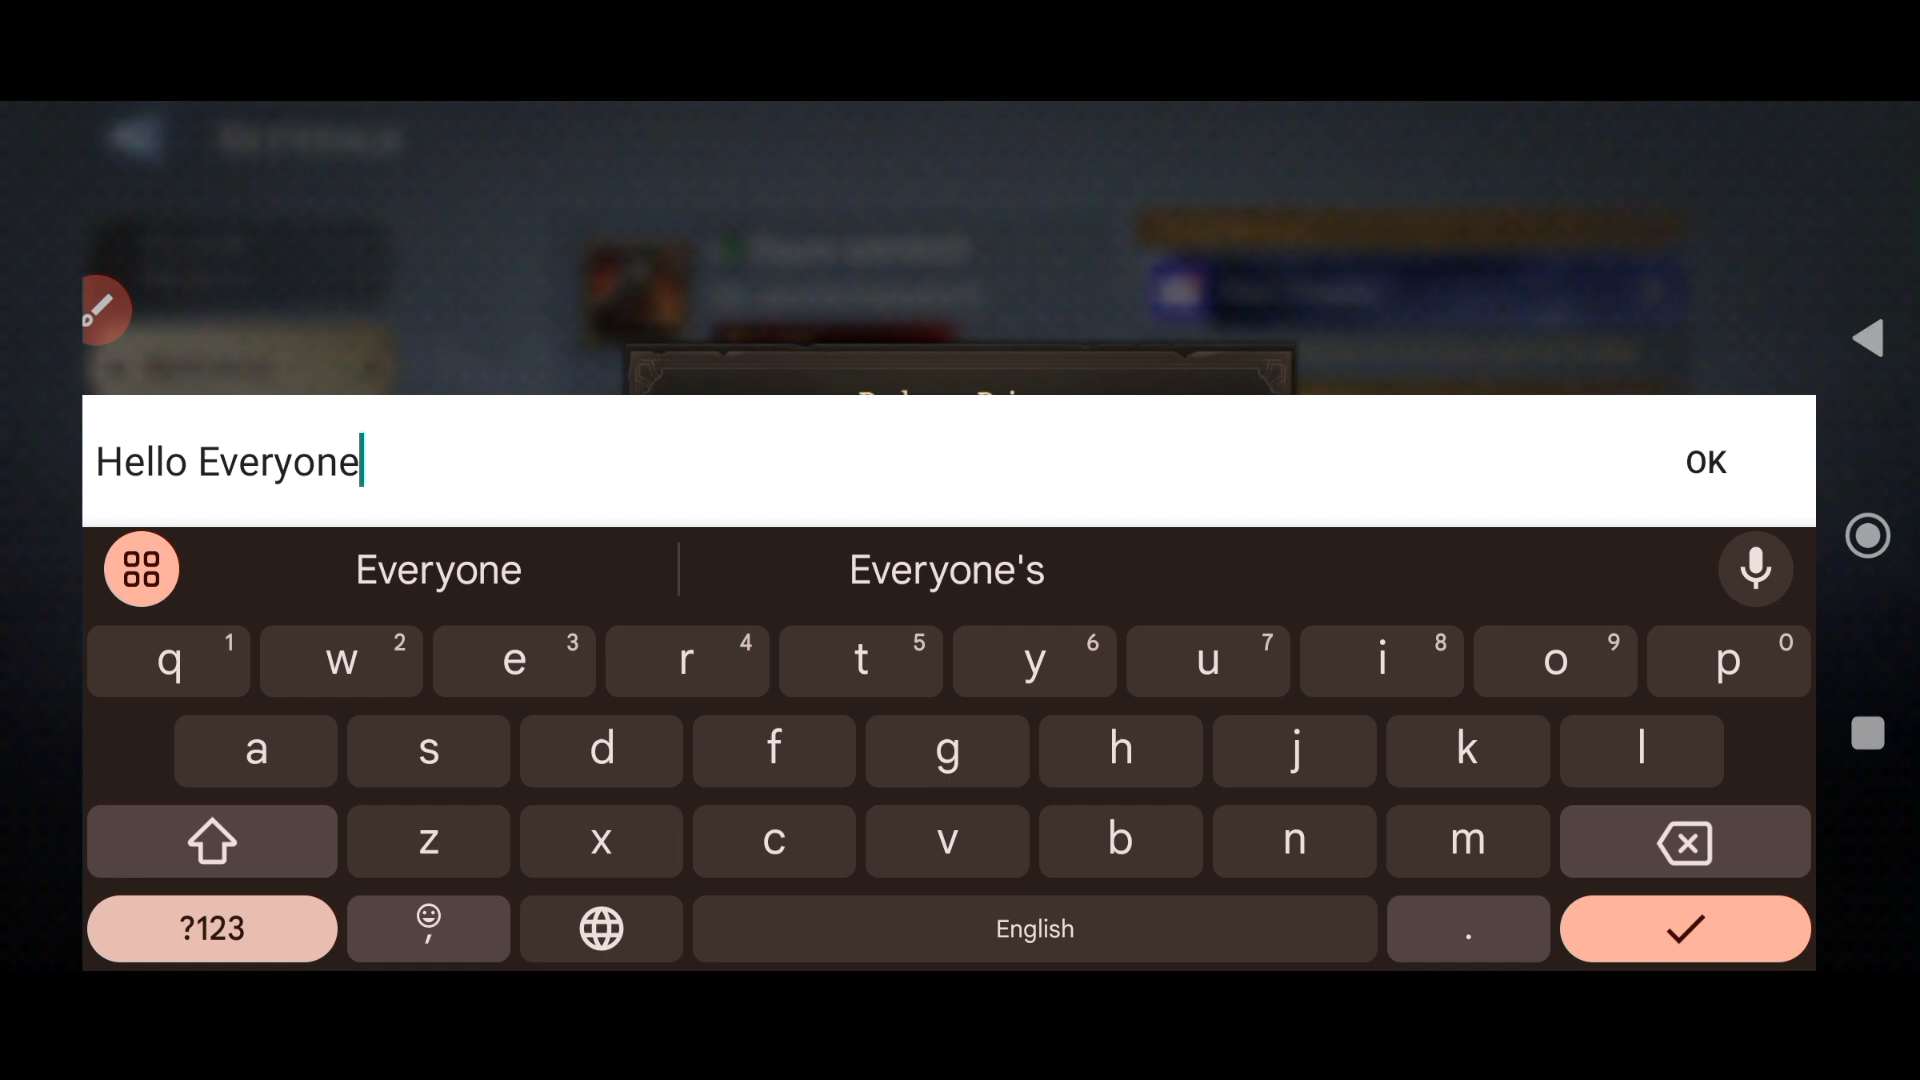 Hello Everyone
OK
Everyone
Everyone's
q 1 w 2 e 3 r 4 t 5 y 6 u 7 i 8 o 9 p 0
a s d f g h j k l
z x c v b n m
?123 , English .